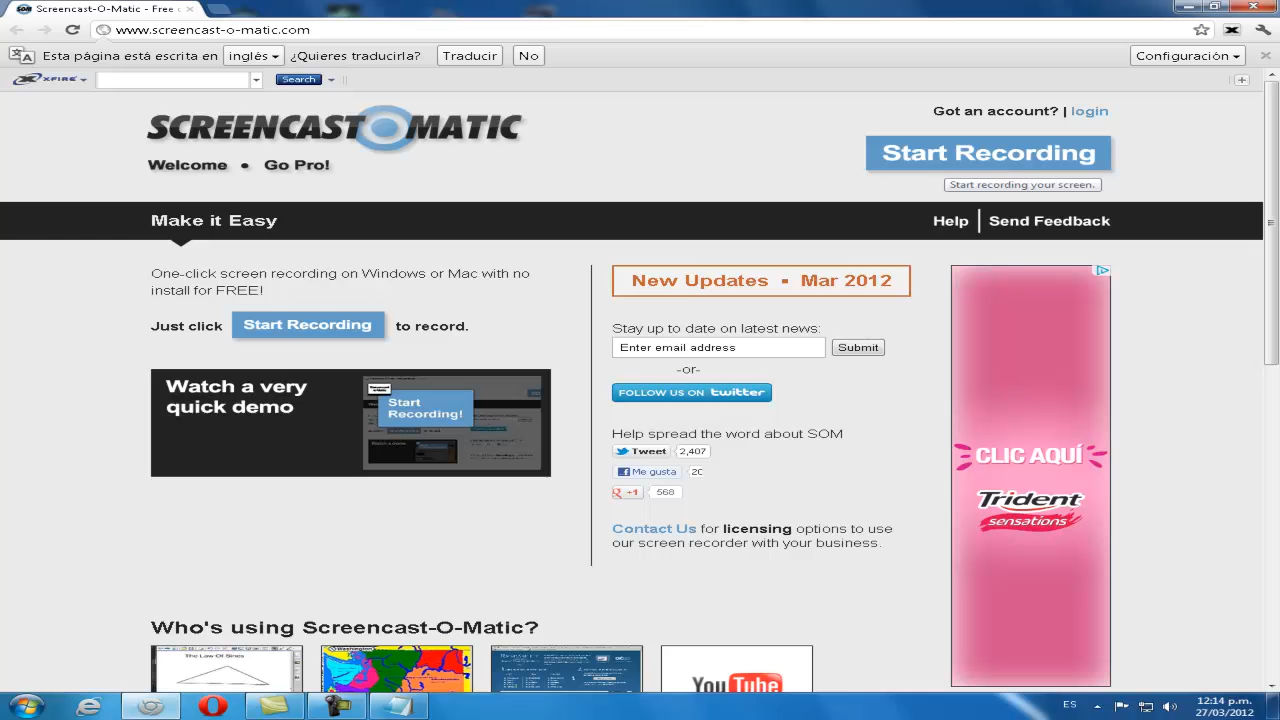 Screencast-O-Matic - Free
www.screencast-o-matic.com
Esta página está escrita en inglés ¿Quieres traducirla? Traducir No Configuración
XFIRE Search
SCREENCAST O MATIC
Got an account? | login
Start Recording
Welcome • Go Pro!
Start recording your screen.
Make it Easy
Help | Send Feedback
One-click screen recording on Windows or Mac with no
install for FREE!
Just click Start Recording to record.
Watch a very
quick demo
Start
Recording!
New Updates ▪ Mar 2012
Stay up to date on latest news:
Enter email address Submit
-or-
FOLLOW US ON twitter
Help spread the word about
Tweet 2,407
Me gusta 20
+1 568
Contact Us for licensing options to use
our screen recorder with your business.
CLIC AQUÍ
Trident
sensations
Who's using Screencast-O-Matic?
The Law Of Sines
Washington
YouTube
ES 12:14 p.m.
27/03/2012